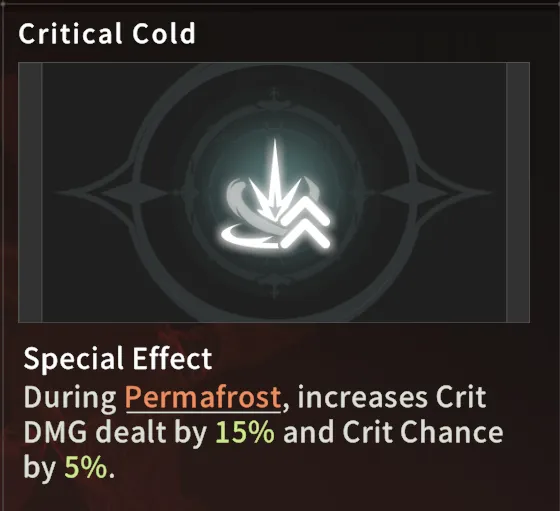 Critical Cold
Special Effect
During Permafrost, increases Crit
DMG dealt by 15% and Crit Chance
by 5%.